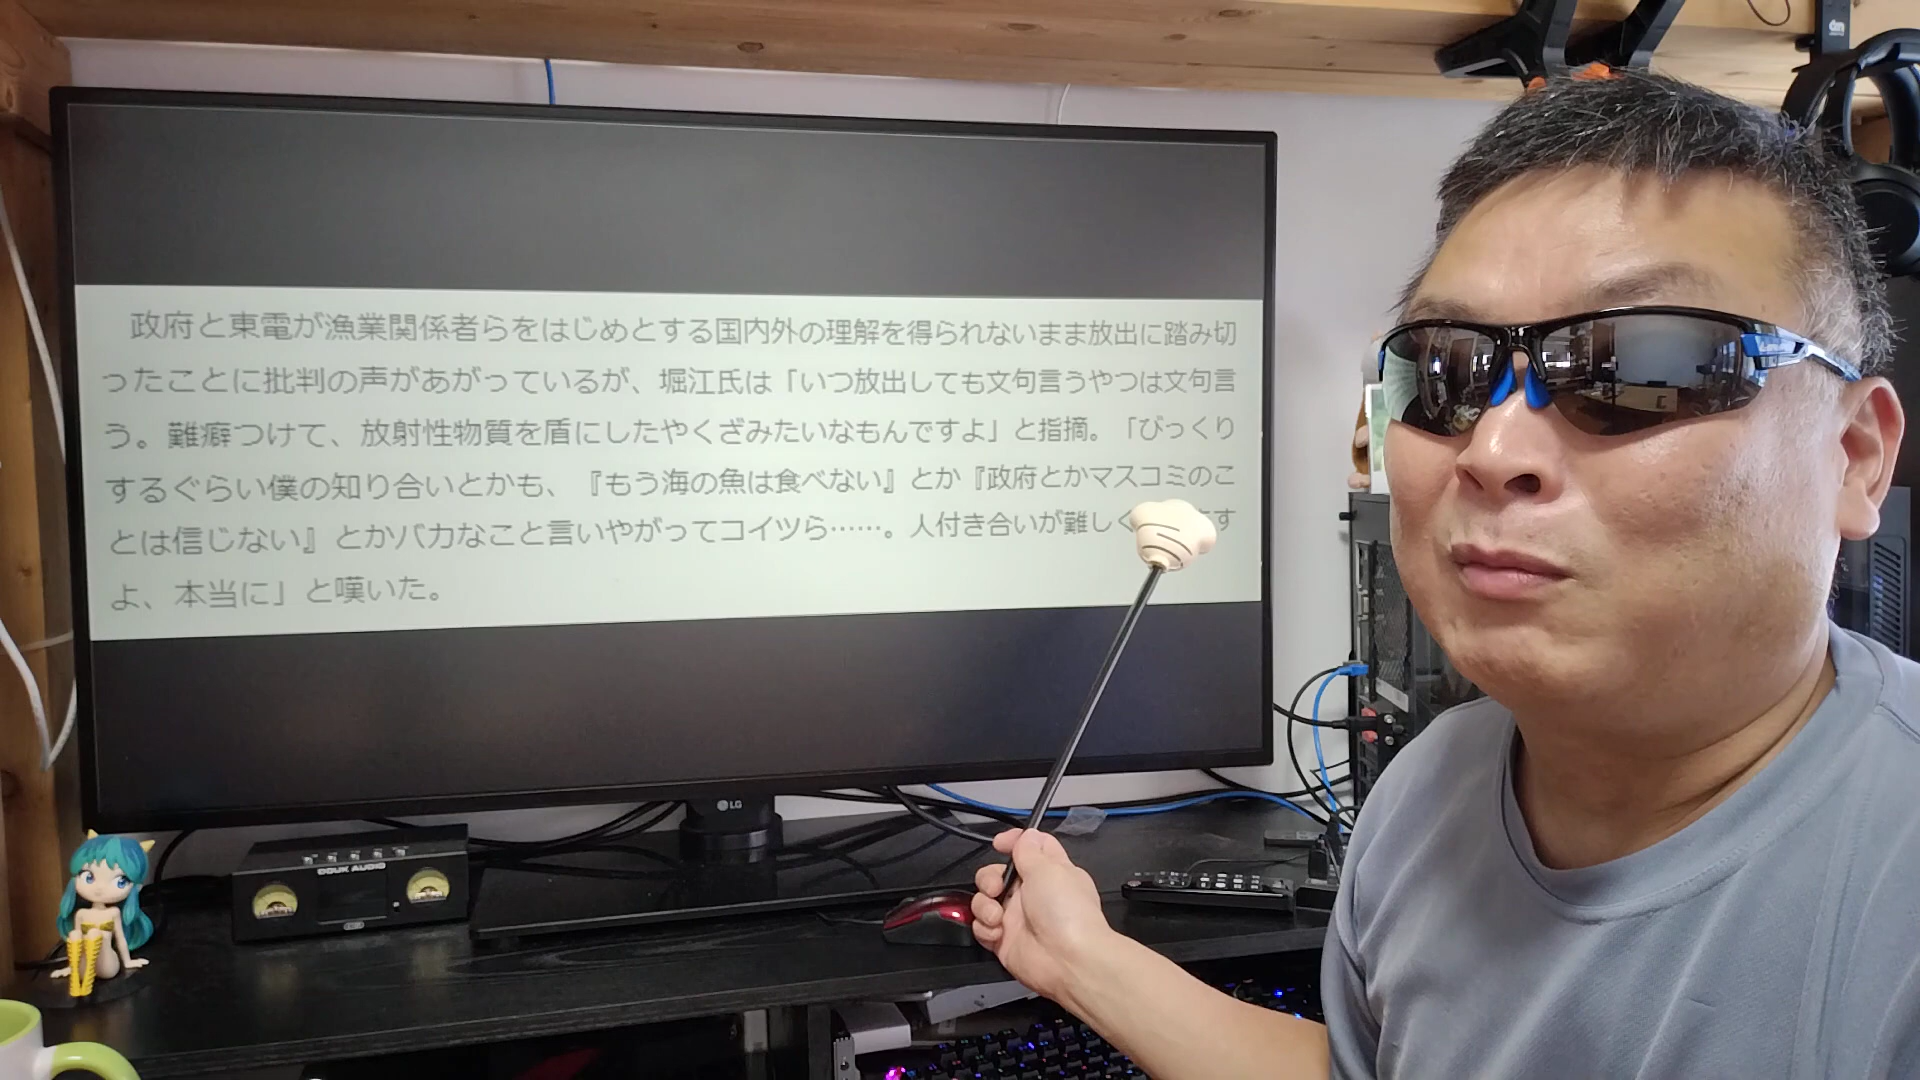 政府と東電が漁業関係者らをはじめとする国内外の理解を得られないまま放出に踏み切
ったことに批判の声があがっているが、堀江氏は「いつ放出しても文句言うやつは文句言
う。難癖つけて、放射性物質を盾にしたやくざみたいなもんですよ」と指摘。「びっくり
するぐらい僕の知り合いとかも、『もう海の魚は食べない』とか『政府とかマスコミのこ
とは信じない』とかバカなこと言いやがってコイツら……。人付き合いが難しく す
よ、本当に」と嘆いた。
LG
DOUK AUDIO